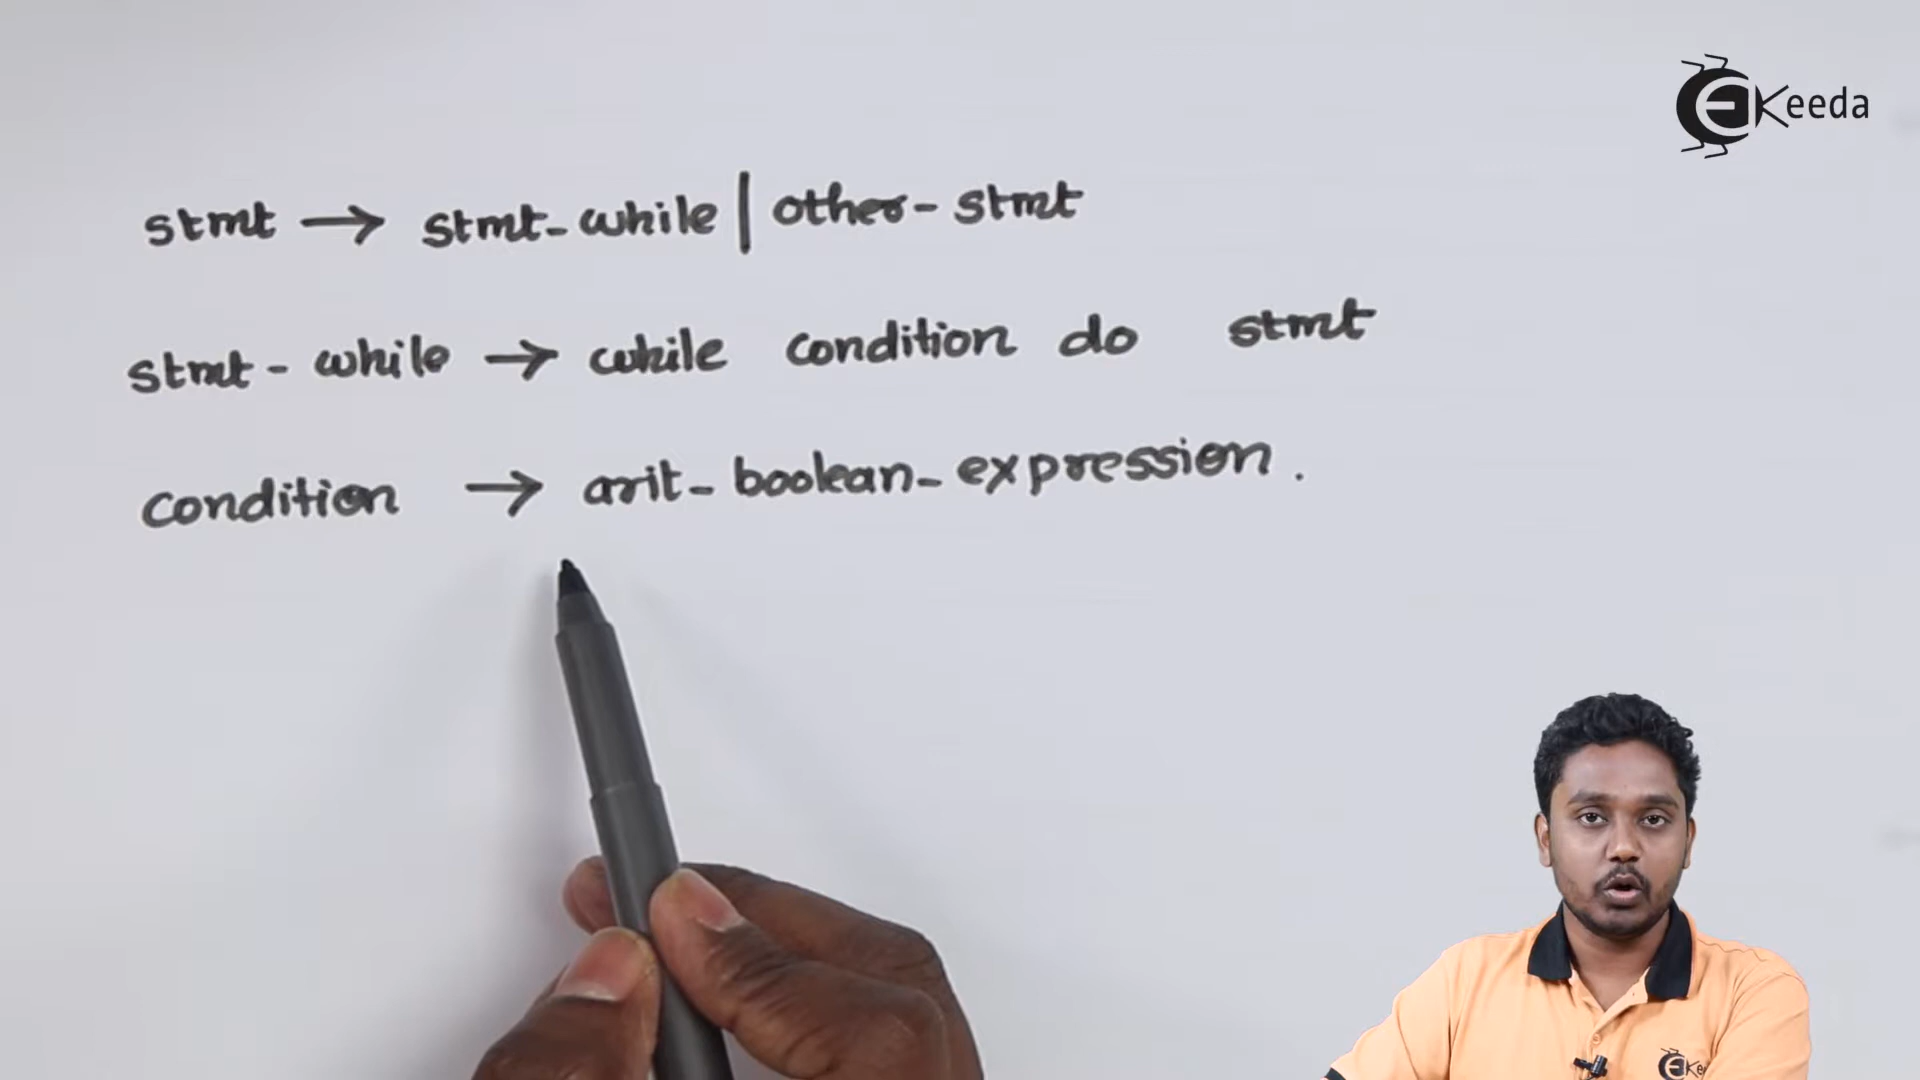 Keeda
stmt → stmt-while | other-stmt
stmt-while → while condition do stmt
condition → arit-boolean-expression.